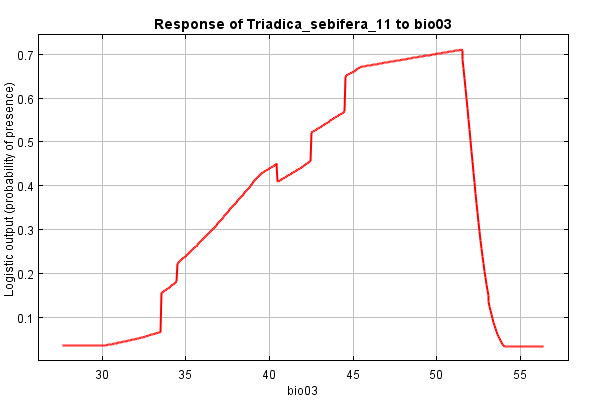 Response of Triadica_sebifera_11 to bio03
Logistic output (probability of presence)
0.7
0.6
0.5
0.4
0.3
0.2
0.1
30 35 40 45 50 55
bio03